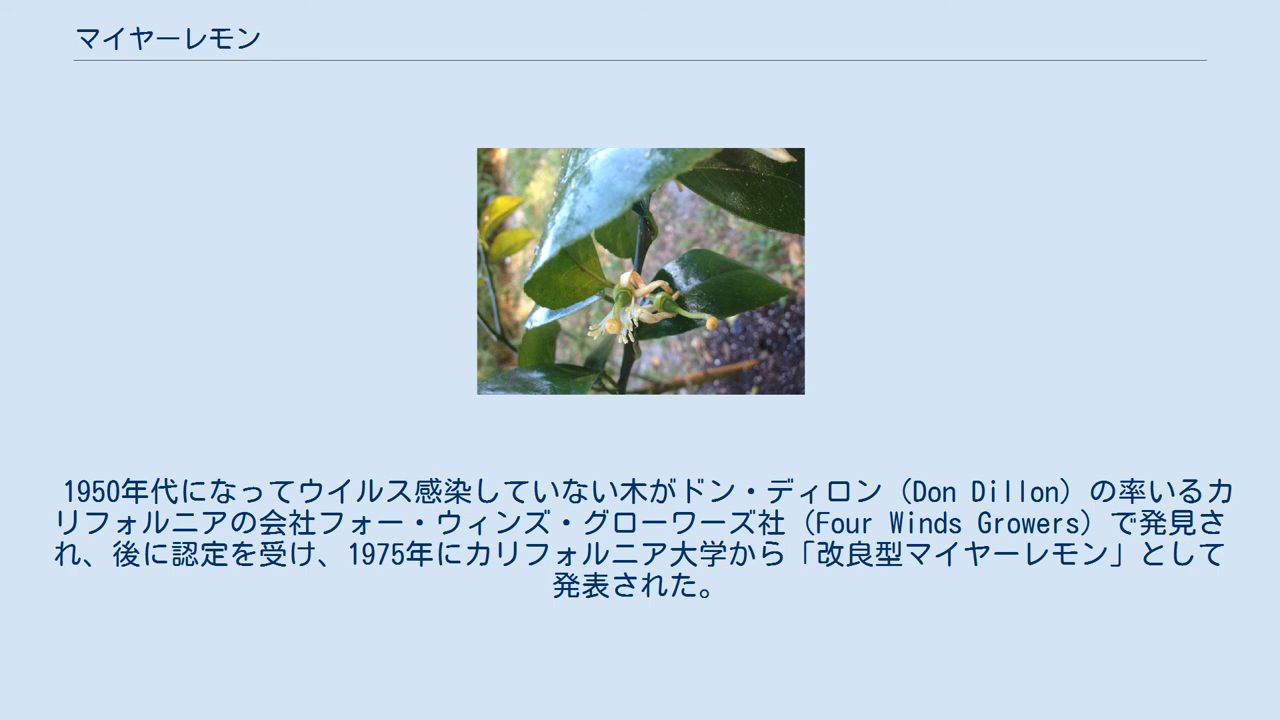 マイヤーレモン
1950年代になってウイルス感染していない木がドン・ディロン（Don Dillon）の率いるカ
リフォルニアの会社フォー・ウィンズ・グローワーズ社（Four Winds Growers）で発見さ
れ、後に認定を受け、1975年にカリフォルニア大学から「改良型マイヤーレモン」として
発表された。